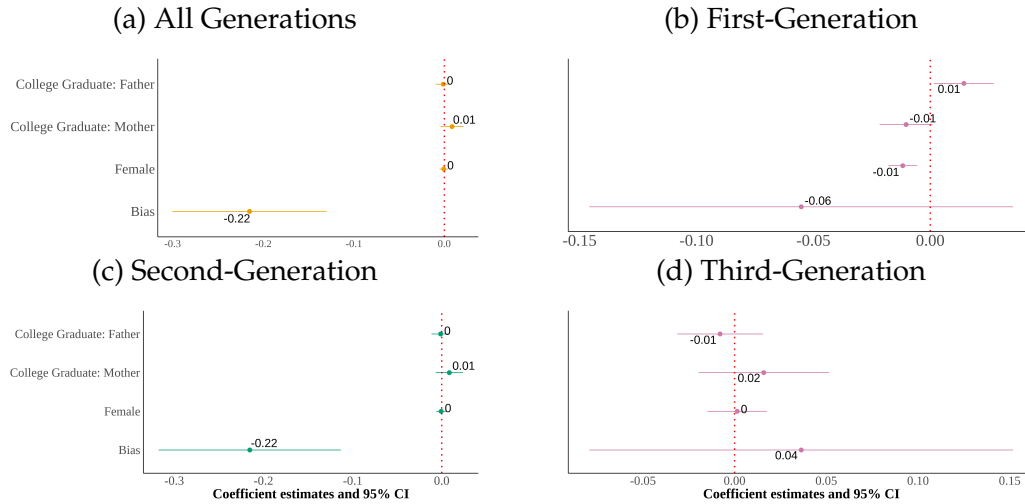 (a) All Generations
College Graduate: Father
0
College Graduate: Mother
0.01
Female
0
Bias
-0.22
-0.3 -0.2 -0.1 0.0
(b) First-Generation
0.01
-0.01
-0.01
-0.06
-0.15 -0.10 -0.05 0.00
(c) Second-Generation
College Graduate: Father
0
College Graduate: Mother
0.01
Female
0
Bias
-0.22
-0.3 -0.2 -0.1 0.0
Coefficient estimates and 95% CI
(d) Third-Generation
-0.01
0.02
0
0.04
-0.05 0.00 0.05 0.10 0.15
Coefficient estimates and 95% CI